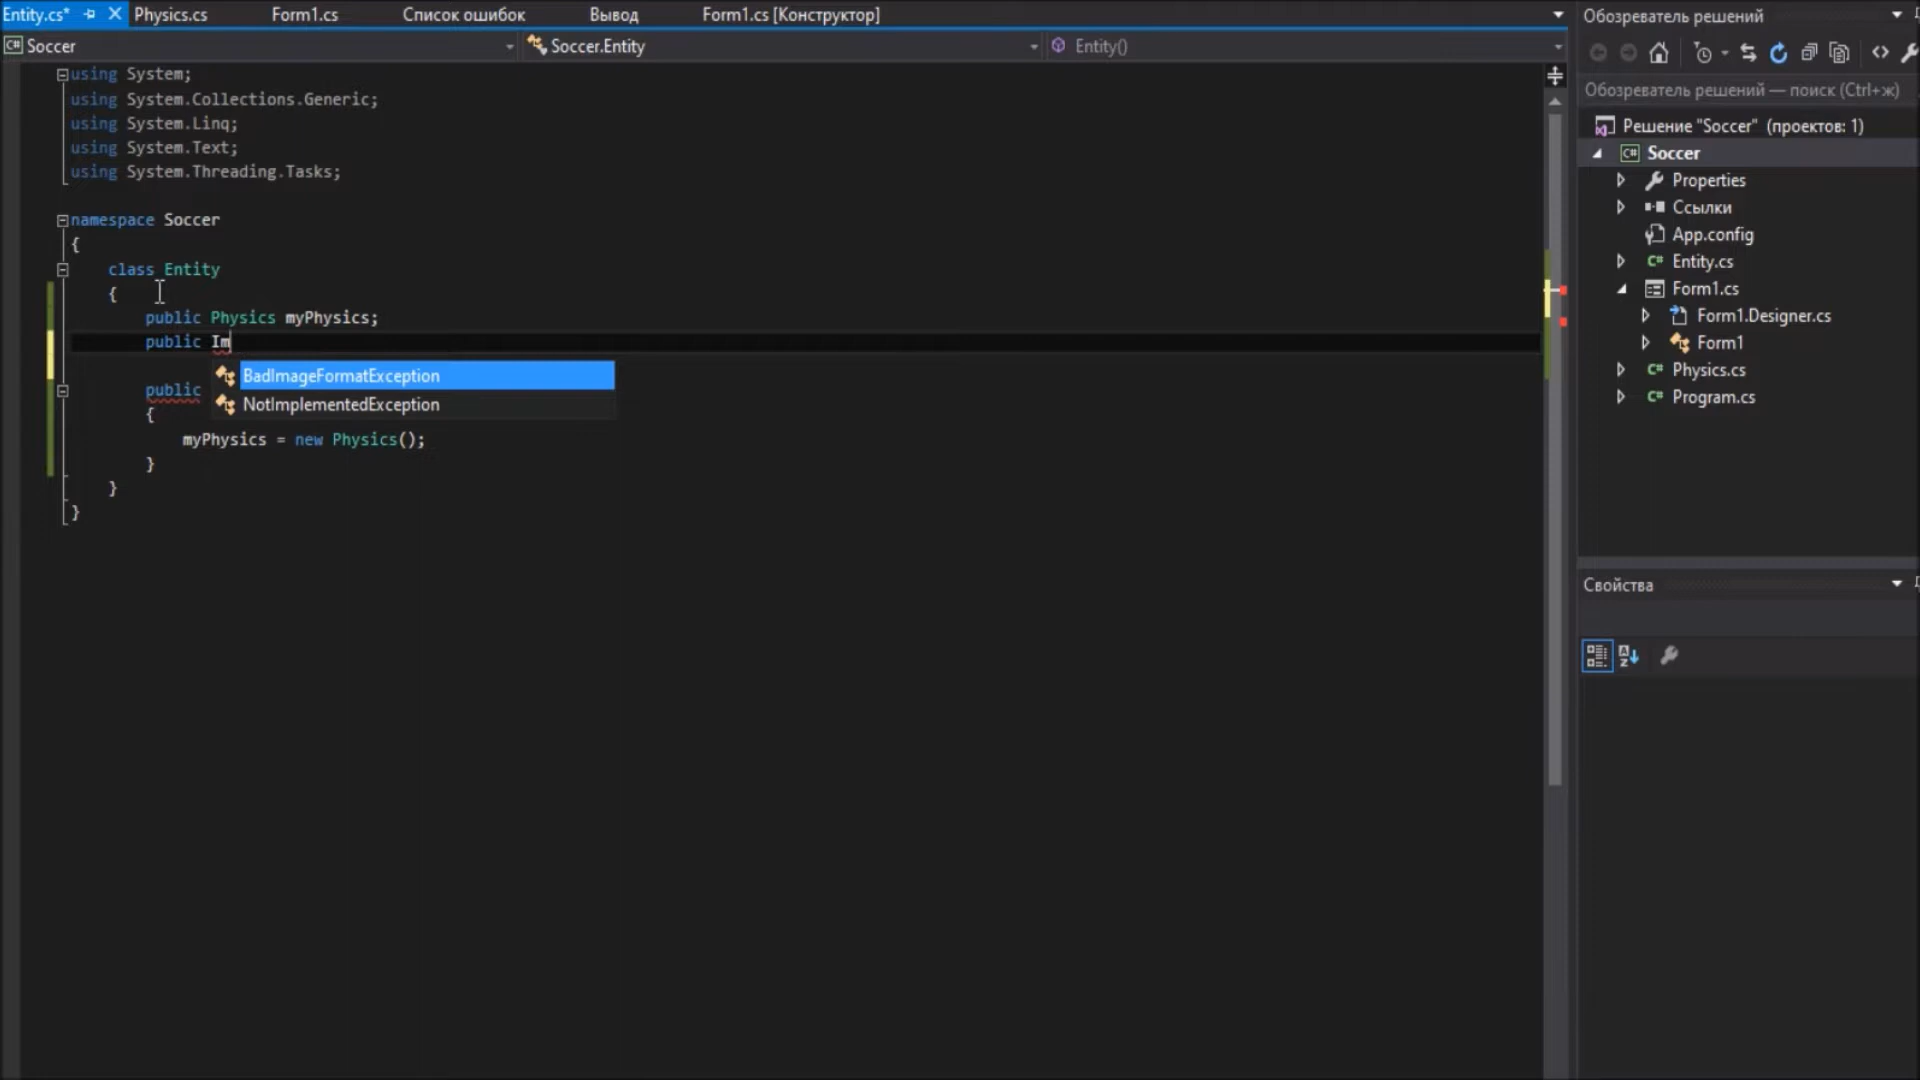 Entity.cs*
Physics.cs
Form1.cs
Список ошибок
Вывод
Form1.cs [Конструктор]
Soccer
Soccer.Entity
Entity()
using System;
using System.Collections.Generic;
using System.Linq;
using System.Text;
using System.Threading.Tasks;
namespace Soccer
{
class Entity
{
public Physics myPhysics;
public Im
BadImageFormatException
NotImplementedException
public
{
myPhysics = new Physics();
}
}
}
Обозреватель решений
Обозреватель решений — поиск (Ctrl+ж)
Решение "Soccer" (проектов: 1)
C# Soccer
Properties
Ссылки
App.config
C# Entity.cs
Form1.cs
Form1.Designer.cs
Form1
C# Physics.cs
C# Program.cs
Свойства